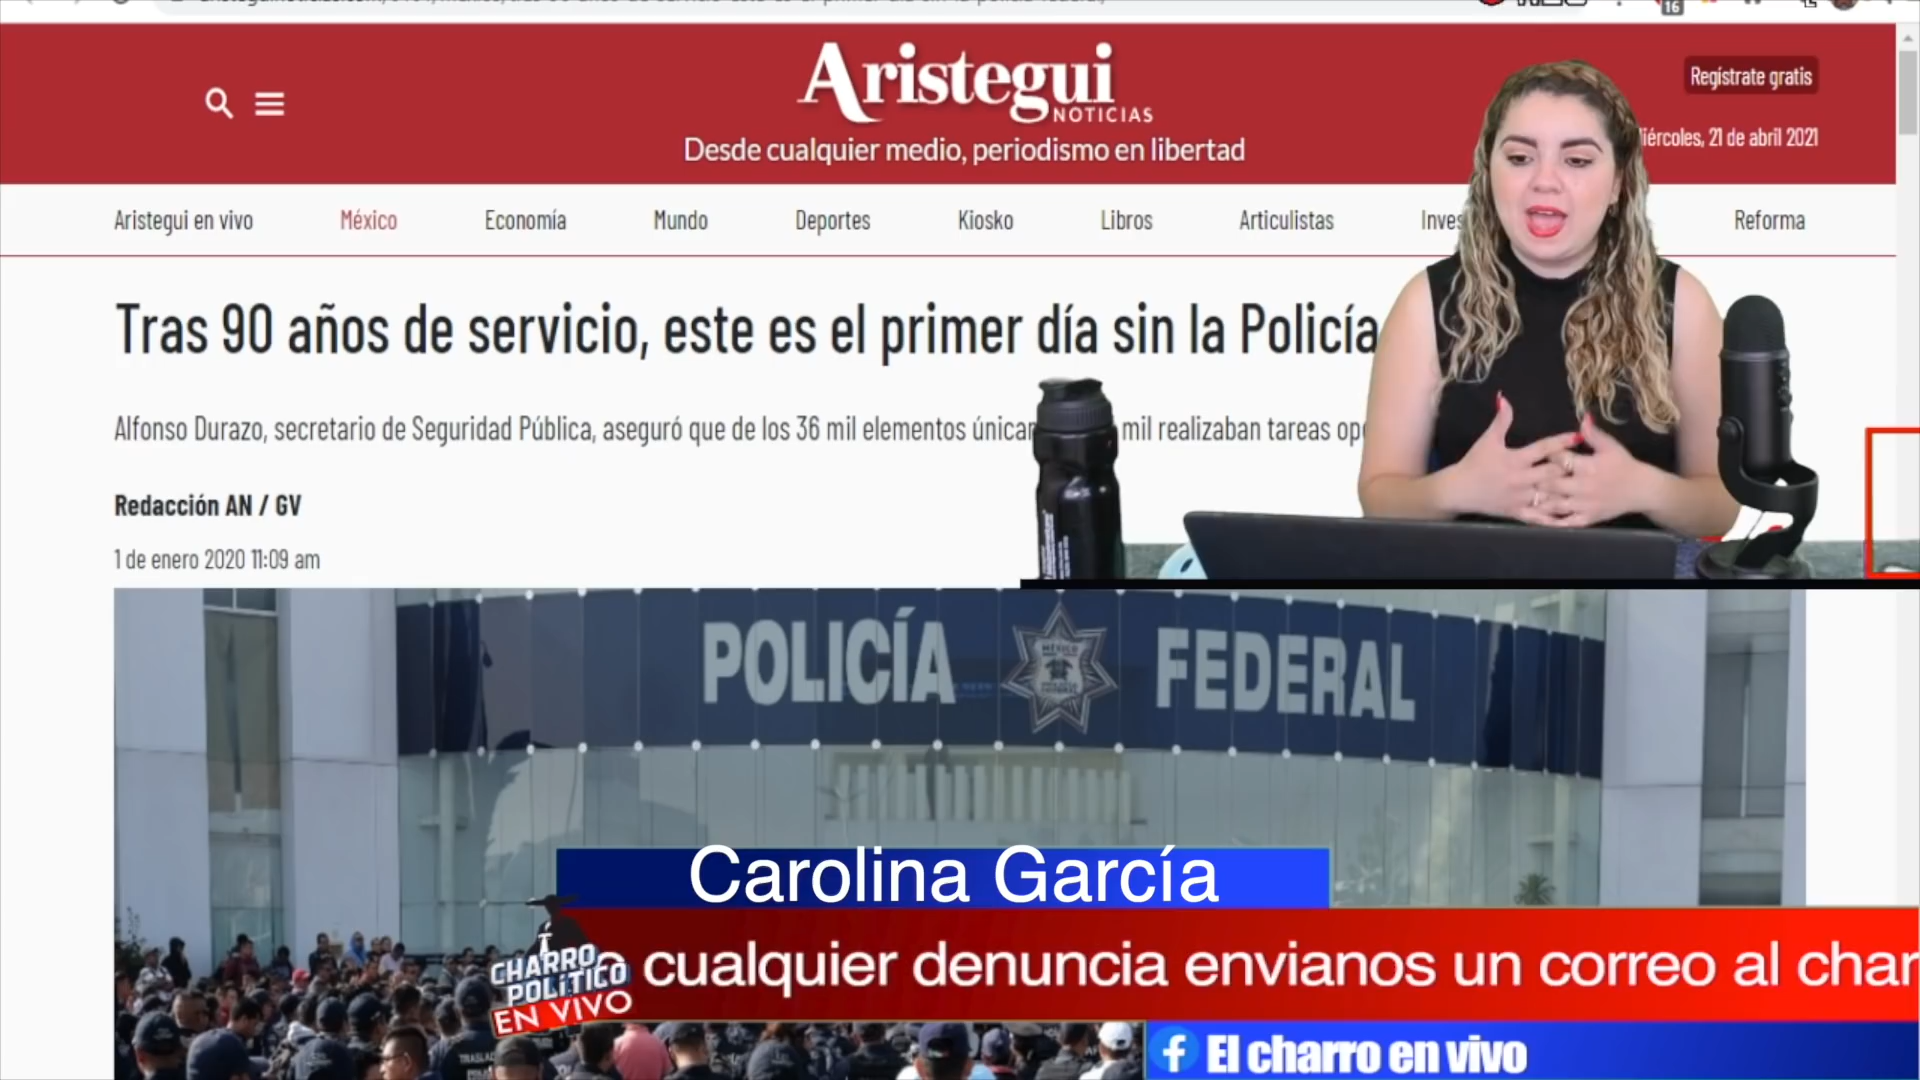 16
Aristegui
NOTICIAS
Desde cualquier medio, periodismo en libertad
Regístrate gratis
iércoles, 21 de abril 2021
Aristegui en vivo México Economía Mundo Deportes Kiosko Libros Articulistas Inves Reforma
Tras 90 años de servicio, este es el primer día sin la Policía
Alfonso Durazo, secretario de Seguridad Pública, aseguró que de los 36 mil elementos únicar mil realizaban tareas op
Redacción AN / GV
1 de enero 2020 11:09 am
POLICÍA FEDERAL
Carolina García
CHARRO
POLÍTICO
EN VIVO
cualquier denuncia envianos un correo al char
El charro en vivo